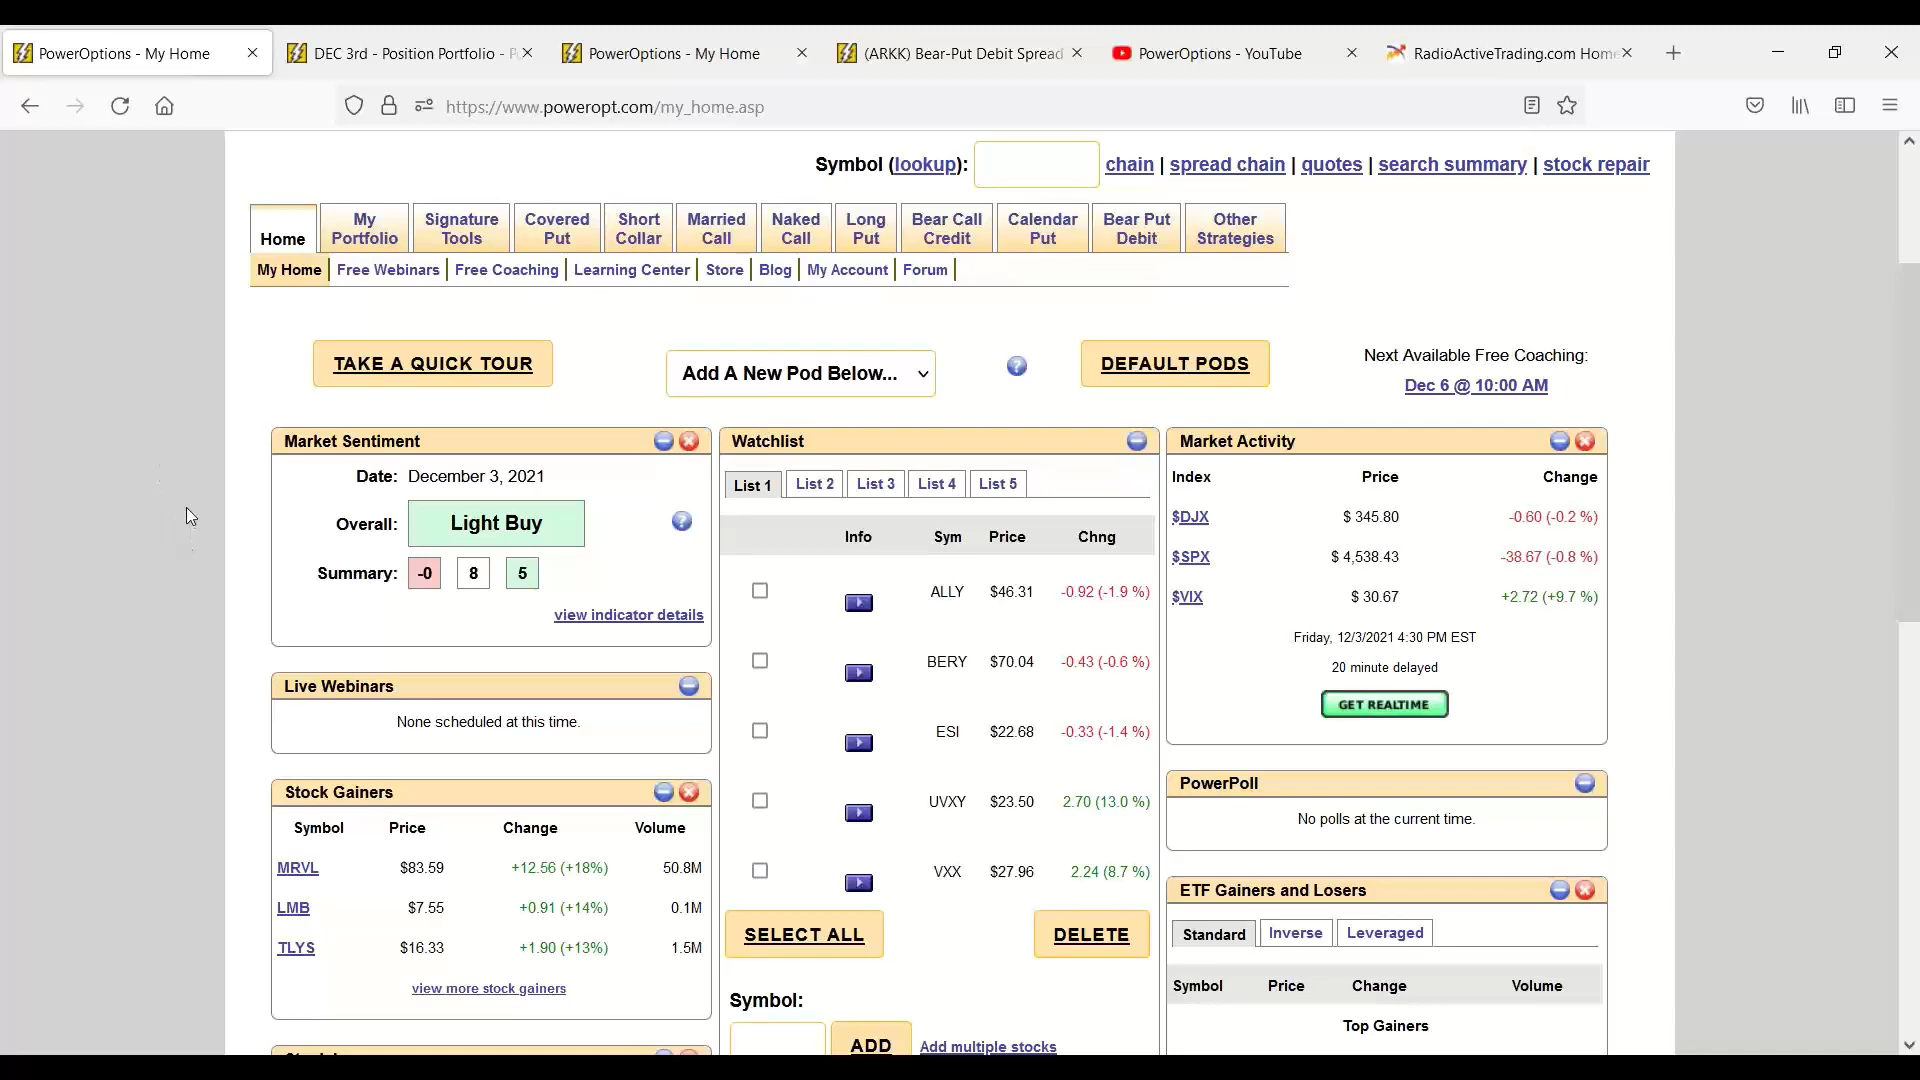 PowerOptions - My Home
DEC 3rd - Position Portfolio - P
PowerOptions - My Home
(ARKK) Bear-Put Debit Spread
PowerOptions - YouTube
RadioActiveTrading.com Home
https://www.poweropt.com/my_home.asp
Symbol (lookup): chain | spread chain | quotes | search summary | stock repair
Home
My Portfolio
Signature Tools
Covered Put
Short Collar
Married Call
Naked Call
Long Put
Bear Call Credit
Calendar Put
Bear Put Debit
Other Strategies
My Home | Free Webinars | Free Coaching | Learning Center | Store | Blog | My Account | Forum |
TAKE A QUICK TOUR
Add A New Pod Below...
?
DEFAULT PODS
Next Available Free Coaching:
Dec 6 @ 10:00 AM
Market Sentiment
Date: December 3, 2021
Overall: Light Buy ?
Summary: -0 8 5
view indicator details
Live Webinars
None scheduled at this time.
Stock Gainers
Symbol Price Change Volume
MRVL $83.59 +12.56 (+18%) 50.8M
LMB $7.55 +0.91 (+14%) 0.1M
TLYS $16.33 +1.90 (+13%) 1.5M
view more stock gainers
Watchlist
List 1 List 2 List 3 List 4 List 5
Info Sym Price Chng
ALLY $46.31 -0.92 (-1.9 %)
BERY $70.04 -0.43 (-0.6 %)
ESI $22.68 -0.33 (-1.4 %)
UVXY $23.50 2.70 (13.0 %)
VXX $27.96 2.24 (8.7 %)
SELECT ALL DELETE
Symbol:
ADD Add multiple stocks
Market Activity
Index Price Change
$DJX $ 345.80 -0.60 (-0.2 %)
$SPX $ 4,538.43 -38.67 (-0.8 %)
$VIX $ 30.67 +2.72 (+9.7 %)
Friday, 12/3/2021 4:30 PM EST
20 minute delayed
GET REALTIME
PowerPoll
No polls at the current time.
ETF Gainers and Losers
Standard Inverse Leveraged
Symbol Price Change Volume
Top Gainers